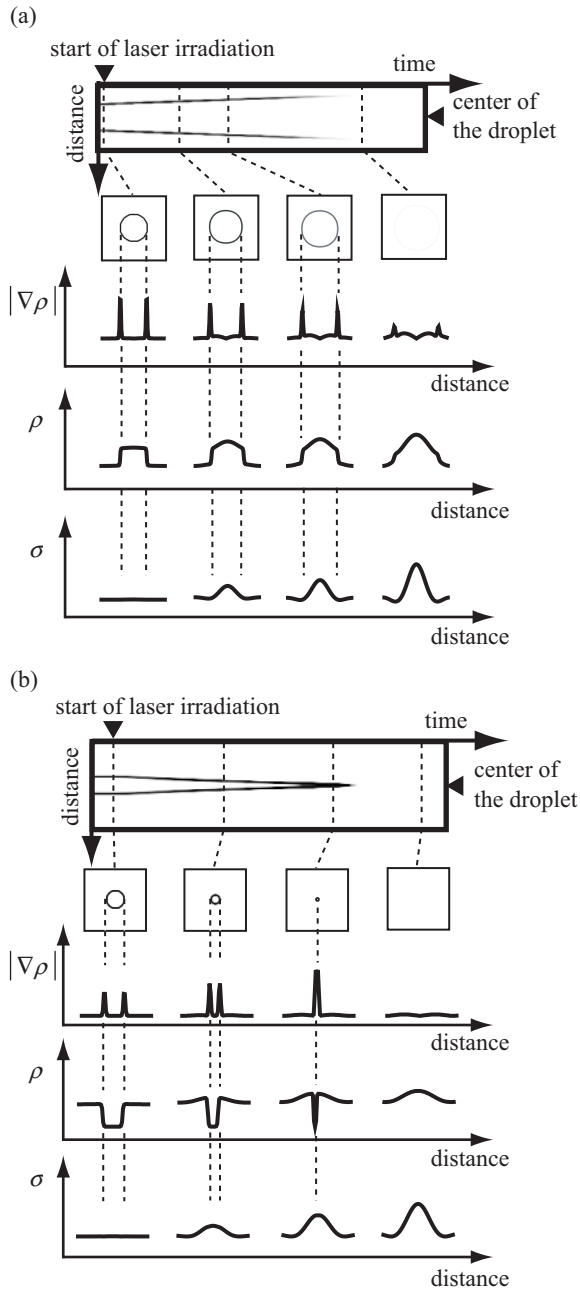 (a)
start of laser irradiation
time
distance
center of
the droplet
|∇ρ|
distance
ρ
distance
σ
distance
(b)
start of laser irradiation
time
distance
center of
the droplet
|∇ρ|
distance
ρ
distance
σ
distance